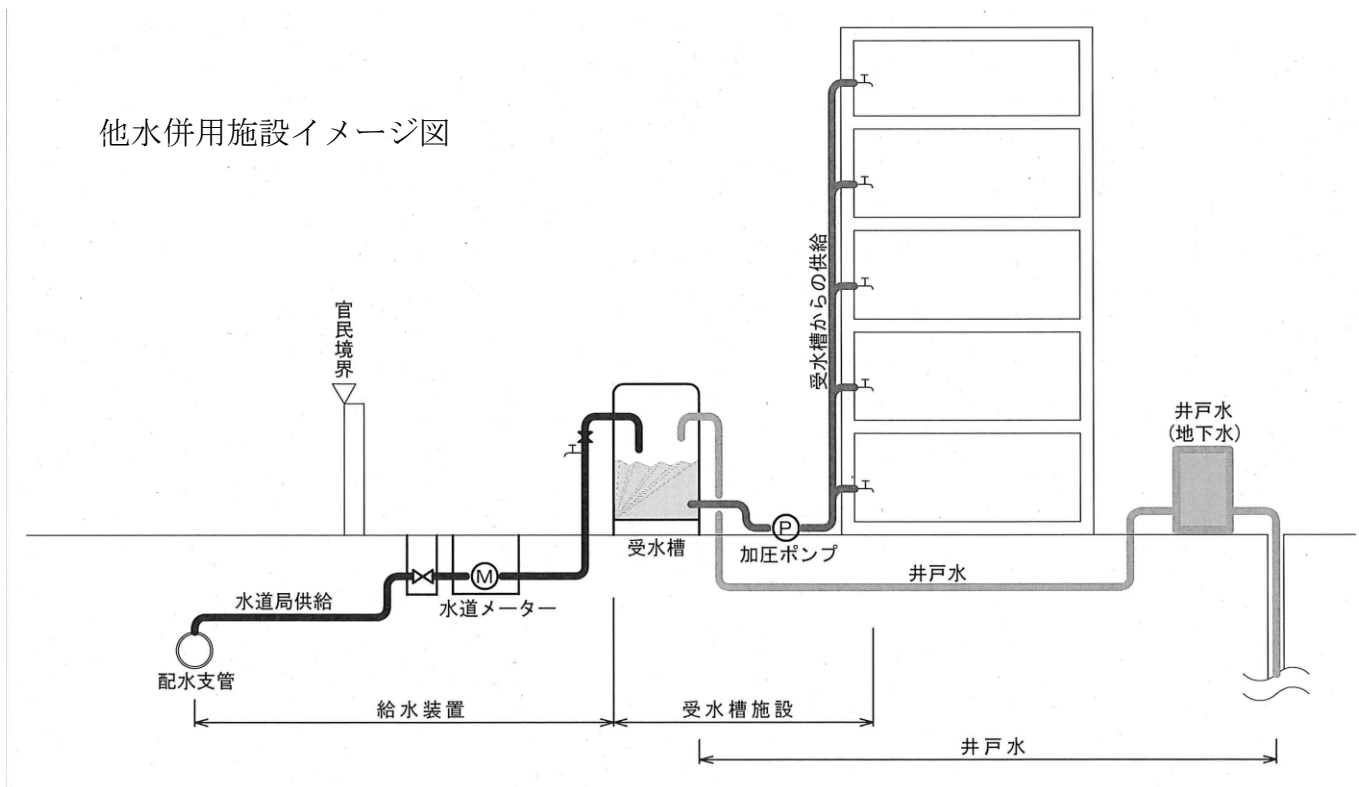 他水併用施設イメージ図
官民境界
受水槽からの供給
井戸水
(地下水)
受水槽
P
加圧ポンプ
井戸水
M
水道メーター
水道局供給
配水支管
給水装置
受水槽施設
井戸水